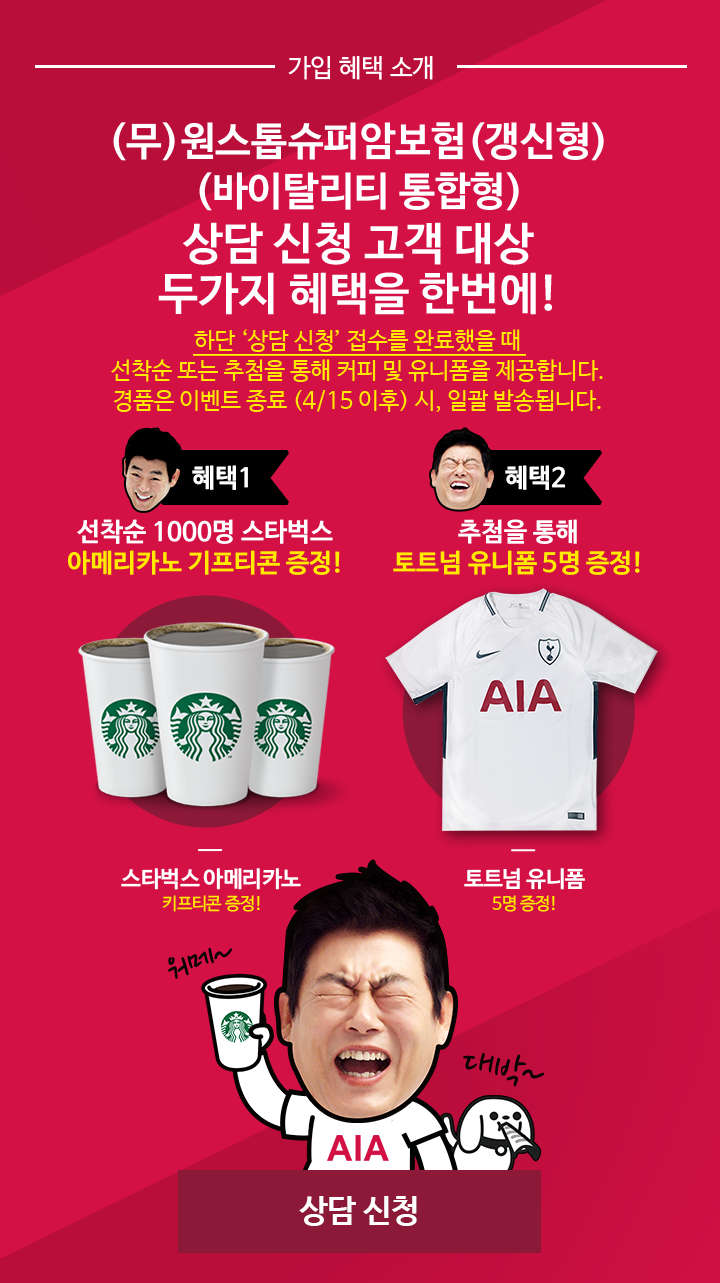 가입 혜택 소개
(무)원스톱슈퍼암보험(갱신형)
(바이탈리티 통합형)
상담 신청 고객 대상
두가지 혜택을 한번에!
하단 ‘상담 신청’ 접수를 완료했을 때
선착순 또는 추첨을 통해 커피 및 유니폼을 제공합니다.
경품은 이벤트 종료 (4/15 이후) 시, 일괄 발송됩니다.
혜택1
선착순 1000명 스타벅스
아메리카노 기프티콘 증정!
혜택2
추첨을 통해
토트넘 유니폼 5명 증정!
AIA
스타벅스 아메리카노
키프티콘 증정!
토트넘 유니폼
5명 증정!
워메~
대박~
AIA
상담 신청